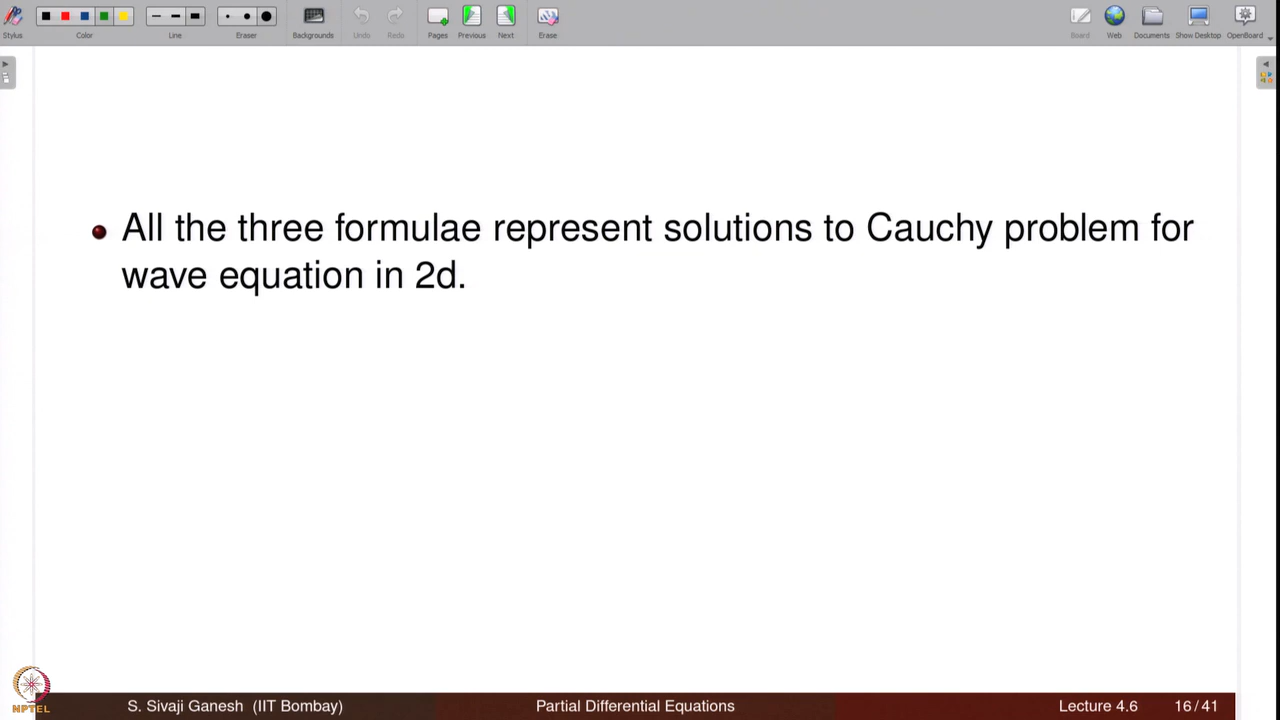 Stylus Color Line Eraser Backgrounds Undo Redo Pages Previous Next Erase Board Web Documents Show Desktop OpenBoard
All the three formulae represent solutions to Cauchy problem for
wave equation in 2d.
NPTEL
S. Sivaji Ganesh (IIT Bombay) Partial Differential Equations Lecture 4.6 16/41